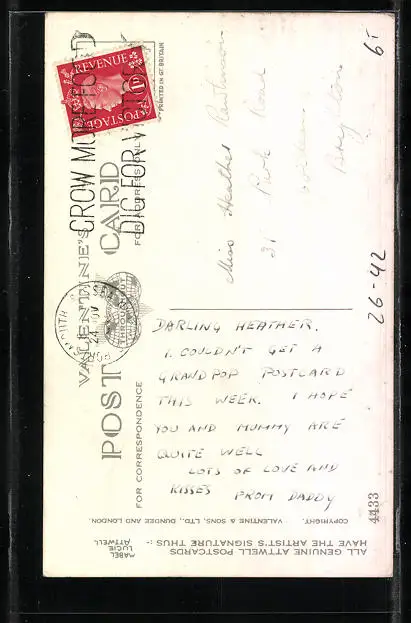 POSTAGE
REVENUE
1D
GROW MORE FOOD
DIG FOR
PORTSMOUTH
24
VALENTINE'S
POST CARD
FOR ADDRESS ONLY
PRINTED IN GT. BRITAIN
FOR CORRESPONDENCE
Miss Heather
Park Road
6/-
26-42
DARLING HEATHER.
I COULDN'T GET A
GRANDPOP POSTCARD
THIS WEEK. I HOPE
YOU AND MUMMY ARE
QUITE WELL
LOTS OF LOVE AND
KISSES FROM DADDY
4433
COPYRIGHT. VALENTINE & SONS, LTD., DUNDEE AND LONDON.
ALL GENUINE ATTWELL POSTCARDS
HAVE THE ARTIST'S SIGNATURE THUS :-
MABEL
LUCIE
ATTWELL